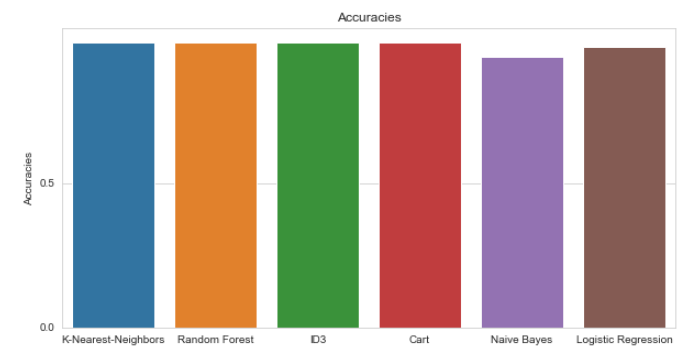 Accuracies
Accuracies
0.5
0.0
K-Nearest-Neighbors Random Forest ID3 Cart Naive Bayes Logistic Regression